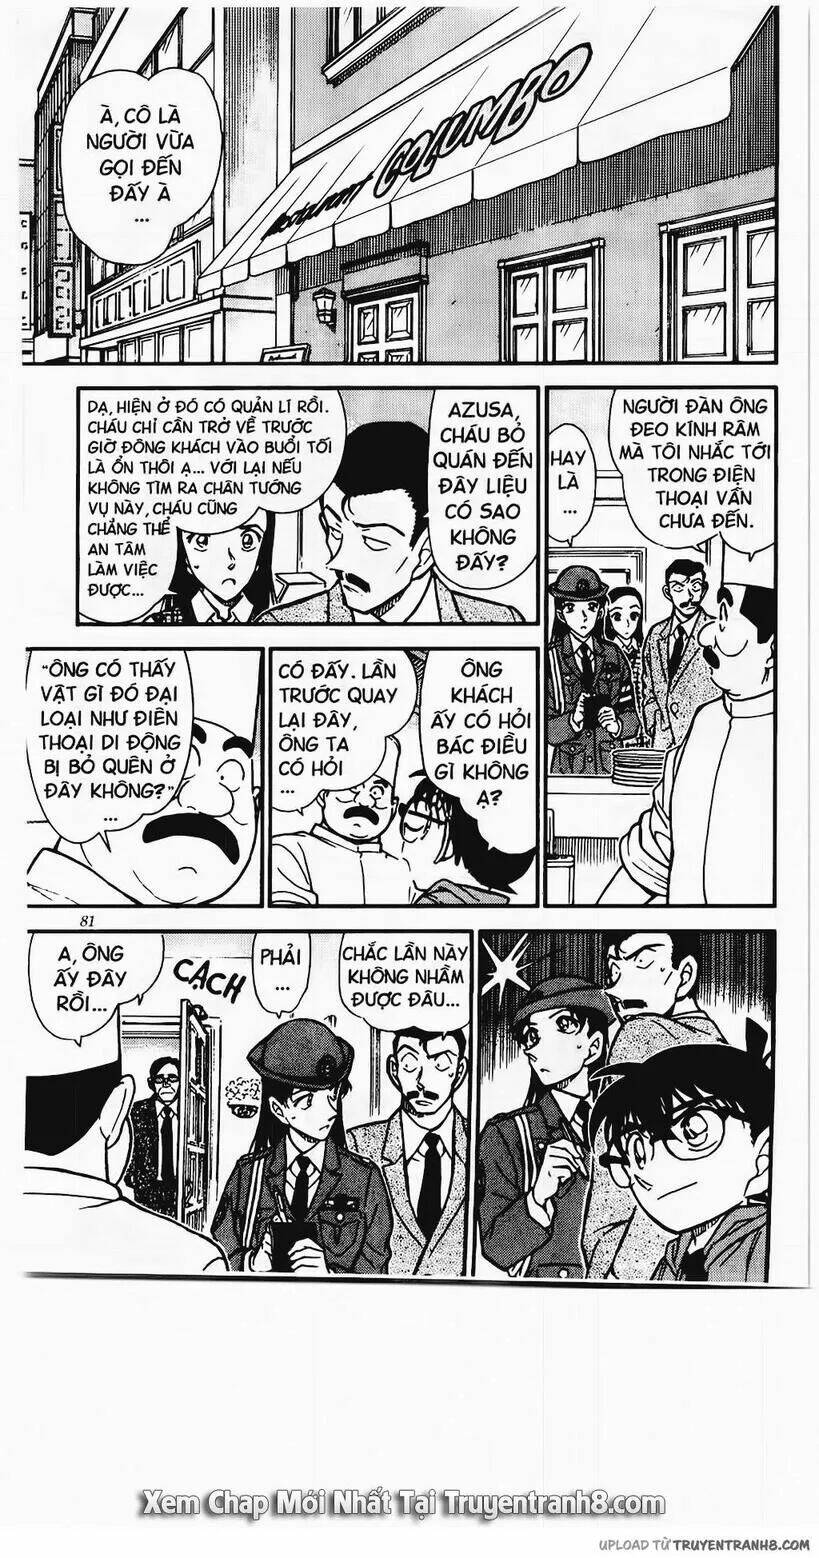 À, CÔ LÀ
NGƯỜI VỪA
GỌI ĐẾN
ĐẤY À
...
Restaurant COLUMBO
NGƯỜI ĐÀN ÔNG
ĐEO KÍNH RÂM
MÀ TÔI NHẮC TỚI
TRONG ĐIỆN
THOẠI VẪN
CHƯA ĐẾN.
HAY
LÀ
...
AZUSA,
CHÁU BỎ
QUÁN ĐẾN
ĐÂY LIỆU
CÓ SAO
KHÔNG
ĐẤY?
DẠ, HIỆN Ở ĐÓ CÓ QUẢN LÍ RỒI.
CHÁU CHỈ CẦN TRỞ VỀ TRƯỚC
GIỜ ĐÔNG KHÁCH VÀO BUỔI TỐI
LÀ ỔN THÔI Ạ... VỚI LẠI NẾU
KHÔNG TÌM RA CHÂN TƯỚNG
VỤ NÀY, CHÁU CŨNG
CHẲNG THỂ
AN TÂM
LÀM VIỆC
ĐƯỢC...
ÔNG
KHÁCH
ẤY CÓ HỎI
BÁC ĐIỀU
GÌ KHÔNG
Ạ?
CÓ ĐẤY. LẦN
TRƯỚC QUAY
LẠI ĐÂY,
ÔNG TA
CÓ HỎI
...
"ÔNG CÓ THẤY
VẬT GÌ ĐÓ ĐẠI
LOẠI NHƯ ĐIỆN
THOẠI DI ĐỘNG
BỊ BỎ QUÊN Ở
ĐÂY KHÔNG?"
...
81
CHẮC LẦN NÀY
KHÔNG NHẦM
ĐƯỢC ĐÂU...
PHẢI
...
CẠCH
A, ÔNG
ẤY ĐÂY
RỒI...
Xem Chap Mới Nhất Tại Truyentranh8.com
UPLOAD TỪ TRUYENTRANH8.COM